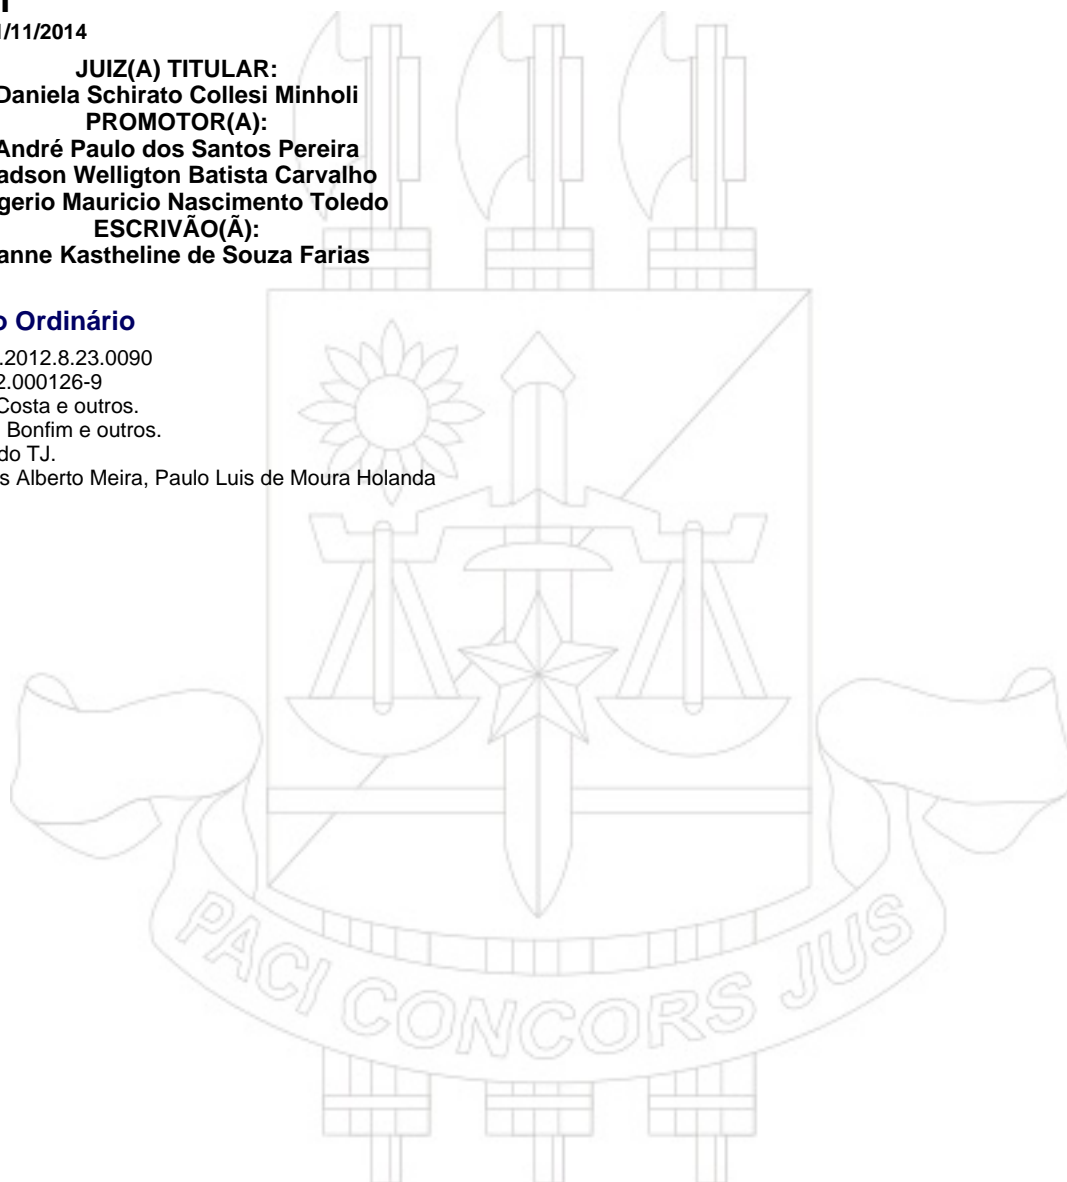 1/11/2014
JUIZ(A) TITULAR:
Daniela Schirato Collesi Minholi
PROMOTOR(A):
André Paulo dos Santos Pereira
adson Welligton Batista Carvalho
gerio Mauricio Nascimento Toledo
ESCRIVÃO(Ã):
anne Kastheline de Souza Farias
o Ordinário
.2012.8.23.0090
2.000126-9
Costa e outros.
Bonfim e outros.
do TJ.
s Alberto Meira, Paulo Luis de Moura Holanda
PACI CONCORS JUS